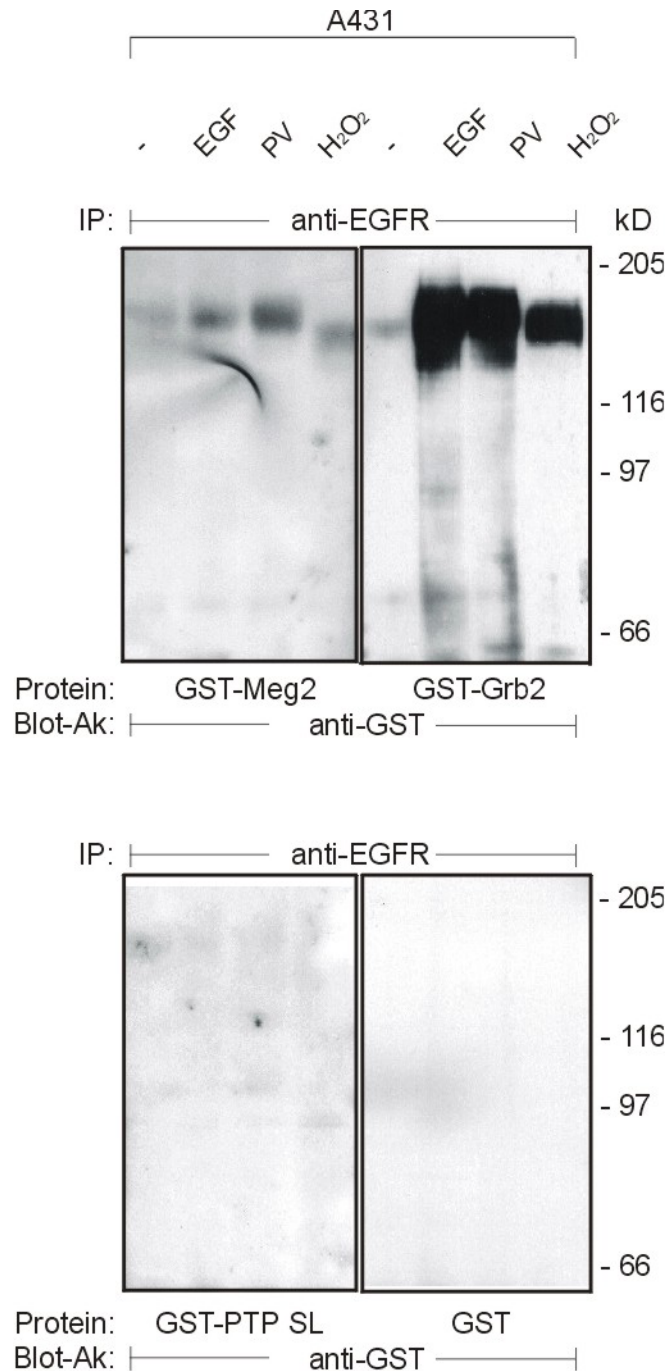 A431
- EGF PV H₂O₂ - EGF PV H₂O₂
IP: anti-EGFR kD
- 205
- 116
- 97
- 66
Protein: GST-Meg2 GST-Grb2
Blot-Ak: anti-GST
IP: anti-EGFR
- 205
- 116
- 97
- 66
Protein: GST-PTP SL GST
Blot-Ak: anti-GST